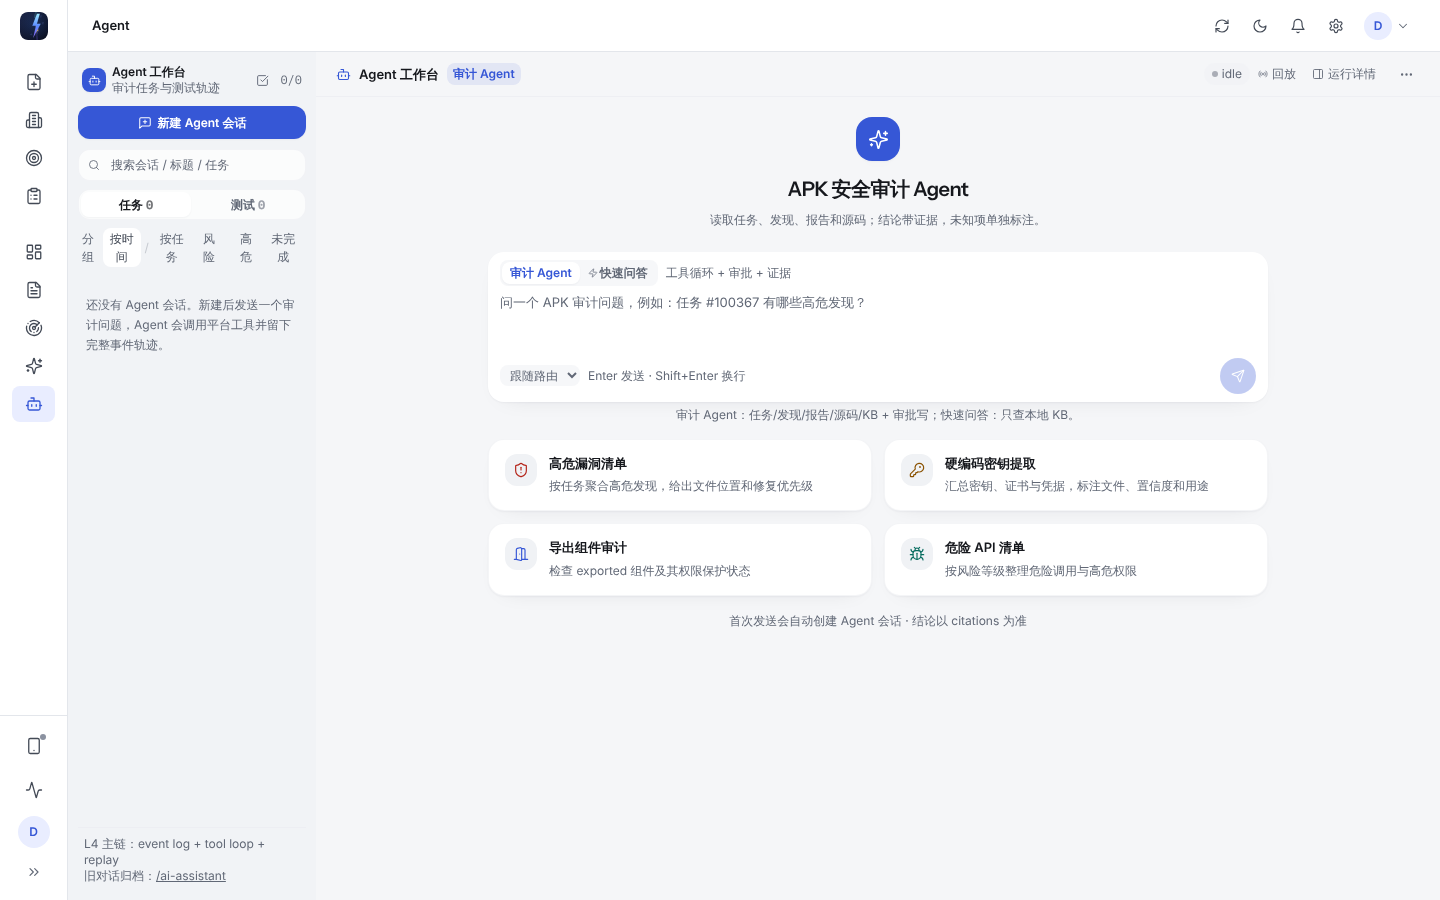 Agent
D
Agent 工作台
审计任务与测试轨迹
0/0
新建 Agent 会话
搜索会话 / 标题 / 任务
任务 0
测试 0
分组
按时间
/
按任务
风险
高危
未完成
还没有 Agent 会话。新建后发送一个审
计问题，Agent 会调用平台工具并留下
完整事件轨迹。
L4 主链：event log + tool loop +
replay
旧对话归档：/ai-assistant
D
Agent 工作台
审计 Agent
idle
回放
运行详情
APK 安全审计 Agent
读取任务、发现、报告和源码；结论带证据，未知项单独标注。
审计 Agent
快速问答
工具循环 + 审批 + 证据
问一个 APK 审计问题，例如：任务 #100367 有哪些高危发现？
跟随路由
Enter 发送 · Shift+Enter 换行
审计 Agent：任务/发现/报告/源码/KB + 审批写；快速问答：只查本地 KB。
高危漏洞清单
按任务聚合高危发现，给出文件位置和修复优先级
硬编码密钥提取
汇总密钥、证书与凭据，标注文件、置信度和用途
导出组件审计
检查 exported 组件及其权限保护状态
危险 API 清单
按风险等级整理危险调用与高危权限
首次发送会自动创建 Agent 会话 · 结论以 citations 为准